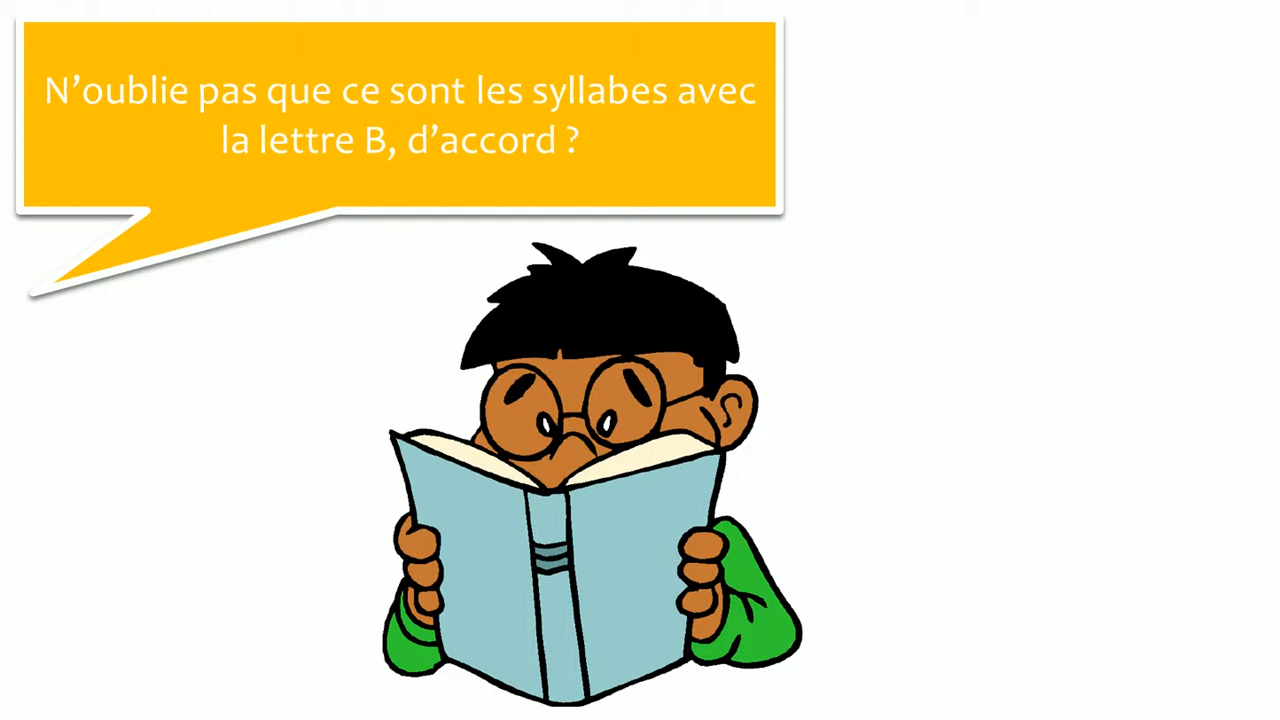 N’oublie pas que ce sont les syllabes avec
la lettre B, d’accord ?